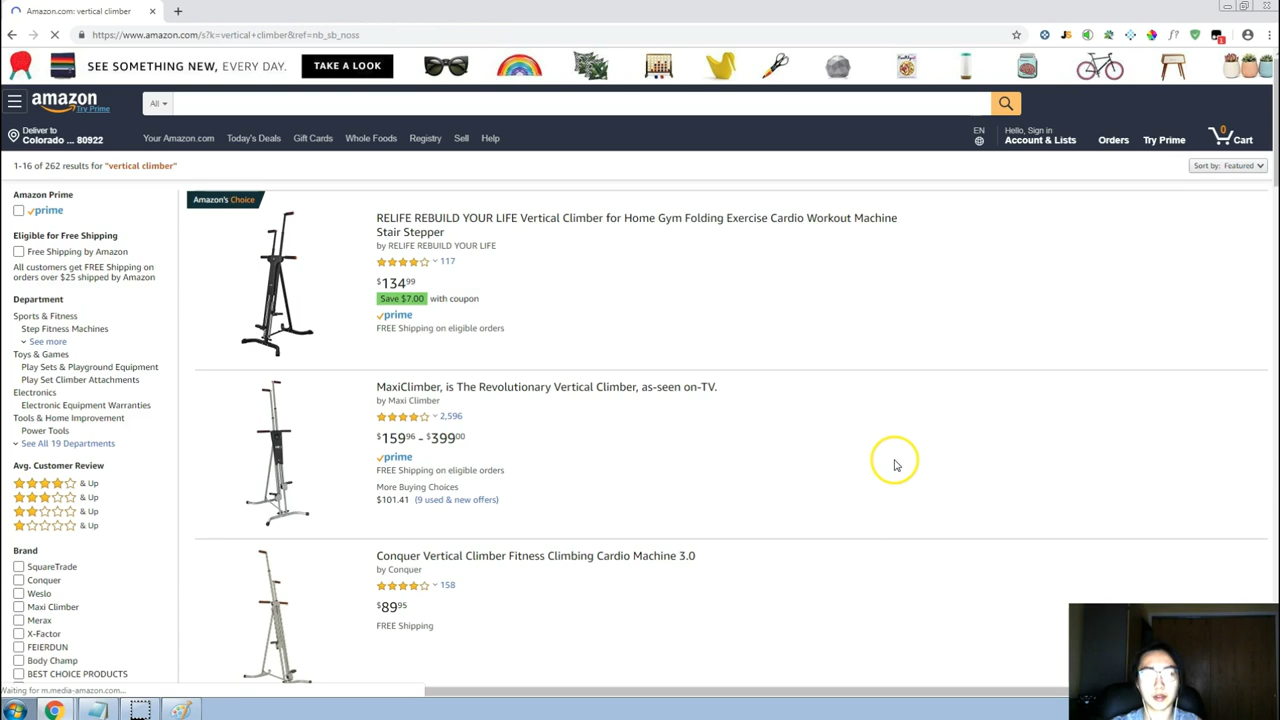 Amazon.com: vertical climber
https://www.amazon.com/s?k=vertical+climber&ref=nb_sb_noss
SEE SOMETHING NEW, EVERY DAY. TAKE A LOOK
amazon
Try Prime
All
Deliver to
Colorado ... 80922
Your Amazon.com Today's Deals Gift Cards Whole Foods Registry Sell Help
EN
Hello, Sign in
Account & Lists
Orders
Try Prime
0
Cart
1-16 of 262 results for "vertical climber"
Sort by: Featured
Amazon Prime
prime
Eligible for Free Shipping
Free Shipping by Amazon
All customers get FREE Shipping on
orders over $25 shipped by Amazon
Department
Sports & Fitness
Step Fitness Machines
See more
Toys & Games
Play Sets & Playground Equipment
Play Set Climber Attachments
Electronics
Electronic Equipment Warranties
Tools & Home Improvement
Power Tools
See All 19 Departments
Avg. Customer Review
& Up
& Up
& Up
& Up
Brand
SquareTrade
Conquer
Weslo
Maxi Climber
Merax
X-Factor
FEIERDUN
Body Champ
BEST CHOICE PRODUCTS
Waiting for m.media-amazon.com...
Amazon's Choice
RELIFE REBUILD YOUR LIFE Vertical Climber for Home Gym Folding Exercise Cardio Workout Machine
Stair Stepper
by RELIFE REBUILD YOUR LIFE
117
$134 99
Save $7.00 with coupon
prime
FREE Shipping on eligible orders
MaxiClimber, is The Revolutionary Vertical Climber, as-seen on-TV.
by Maxi Climber
2,596
$159 96 - $399 00
prime
FREE Shipping on eligible orders
More Buying Choices
$101.41 (9 used & new offers)
Conquer Vertical Climber Fitness Climbing Cardio Machine 3.0
by Conquer
158
$89 95
FREE Shipping